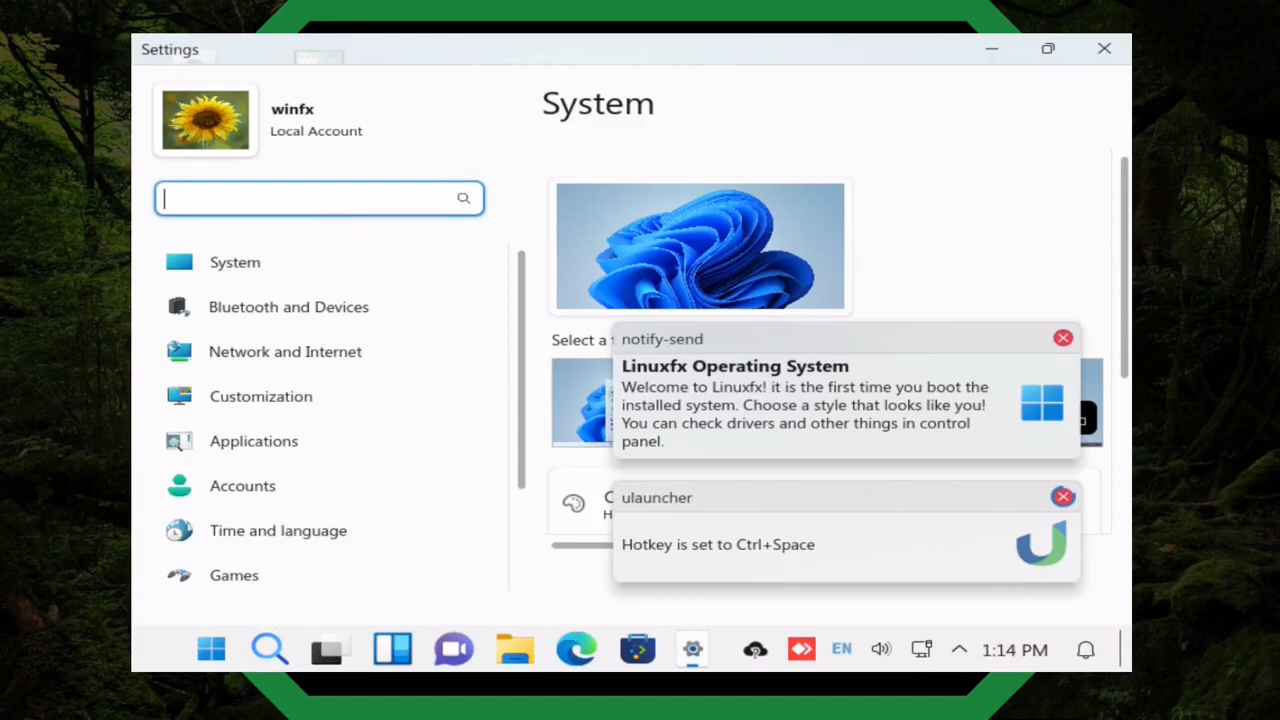 Settings
winfx
Local Account
System
System
Bluetooth and Devices
Network and Internet
Customization
Applications
Accounts
Time and language
Games
Select a
notify-send
Linuxfx Operating System
Welcome to Linuxfx! it is the first time you boot the
installed system. Choose a style that looks like you!
You can check drivers and other things in control
panel.
ulauncher
Hotkey is set to Ctrl+Space
EN
1:14 PM